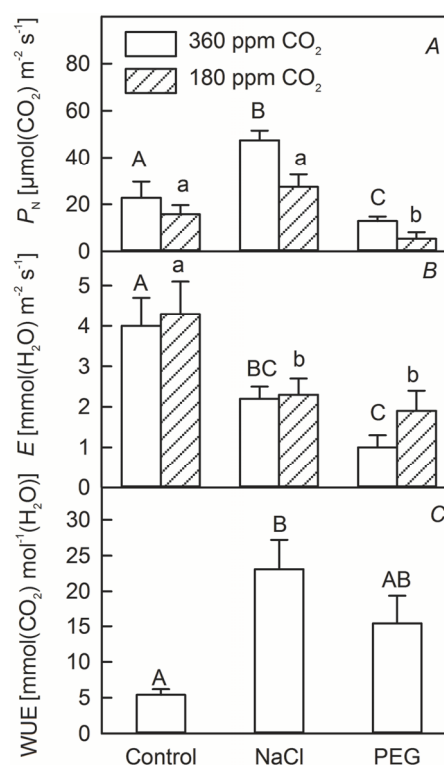 360 ppm CO₂
180 ppm CO₂
A
P_N [µmol(CO₂) m⁻² s⁻¹]
80
60
40
20
0
A
a
B
a
C
b
B
E [mmol(H₂O) m⁻² s⁻¹]
5
4
3
2
1
0
A
a
BC
b
C
b
C
WUE [mmol(CO₂) mol⁻¹(H₂O)]
30
25
20
15
10
5
0
A
B
AB
Control NaCl PEG